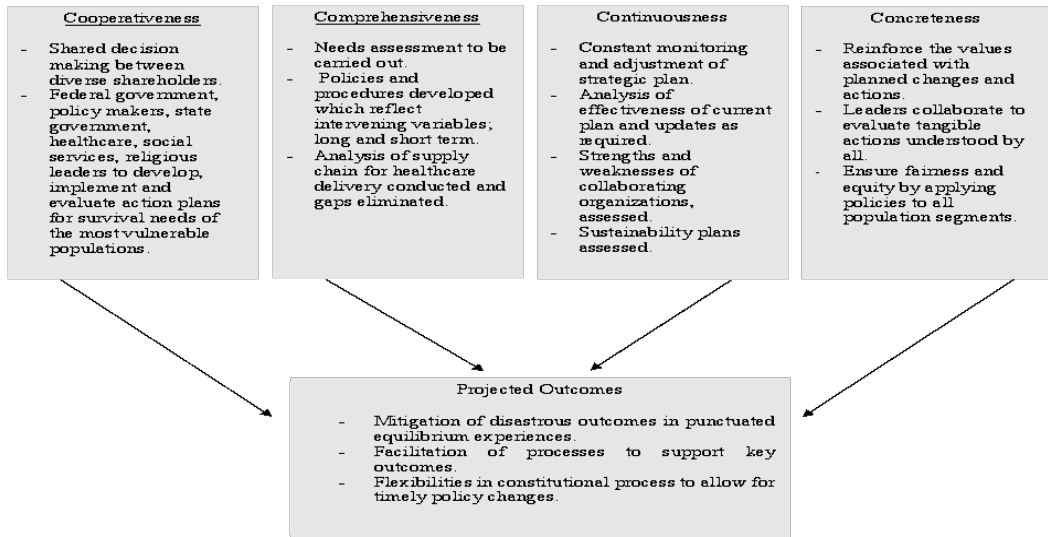 Cooperativeness
- Shared decision
making between
diverse shareholders.
- Federal government,
policy makers, state
government,
healthcare, social
services, religious
leaders to develop,
implement and
evaluate action plans
for survival needs of
the most vulnerable
populations.
Comprehensiveness
- Needs assessment to be
carried out.
- Policies and
procedures developed
which reflect
intervening variables;
long and short term.
- Analysis of supply
chain for healthcare
delivery conducted and
gaps eliminated.
Continuousness
- Constant monitoring
and adjustment of
strategic plan.
- Analysis of
effectiveness of current
plan and updates as
required.
- Strengths and
weaknesses of
collaborating
organizations,
assessed.
- Sustainability plans
assessed.
Concreteness
- Reinforce the values
associated with
planned changes and
actions.
- Leaders collaborate to
evaluate tangible
actions understood by
all.
- Ensure fairness and
equity by applying
policies to all
population segments.
Projected Outcomes
- Mitigation of disastrous outcomes in punctuated
equilibrium experiences.
- Facilitation of processes to support key
outcomes.
- Flexibilities in constitutional process to allow for
timely policy changes.